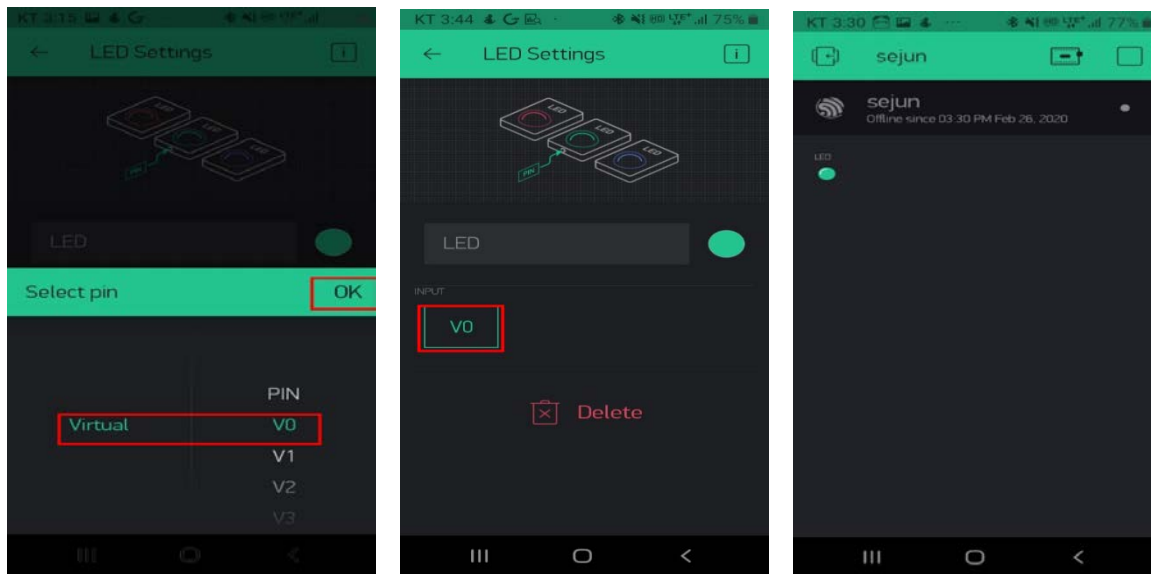 KT 3:15
LED Settings
i
LED
LED
LED
PIN
LED
Select pin
OK
PIN
Virtual
V0
V1
V2
V3
KT 3:44
75%
LED Settings
i
LED
LED
LED
PIN
LED
INPUT
V0
Delete
KT 3:30
77%
sejun
sejun
Offline since 03:30 PM Feb 26, 2020
LED